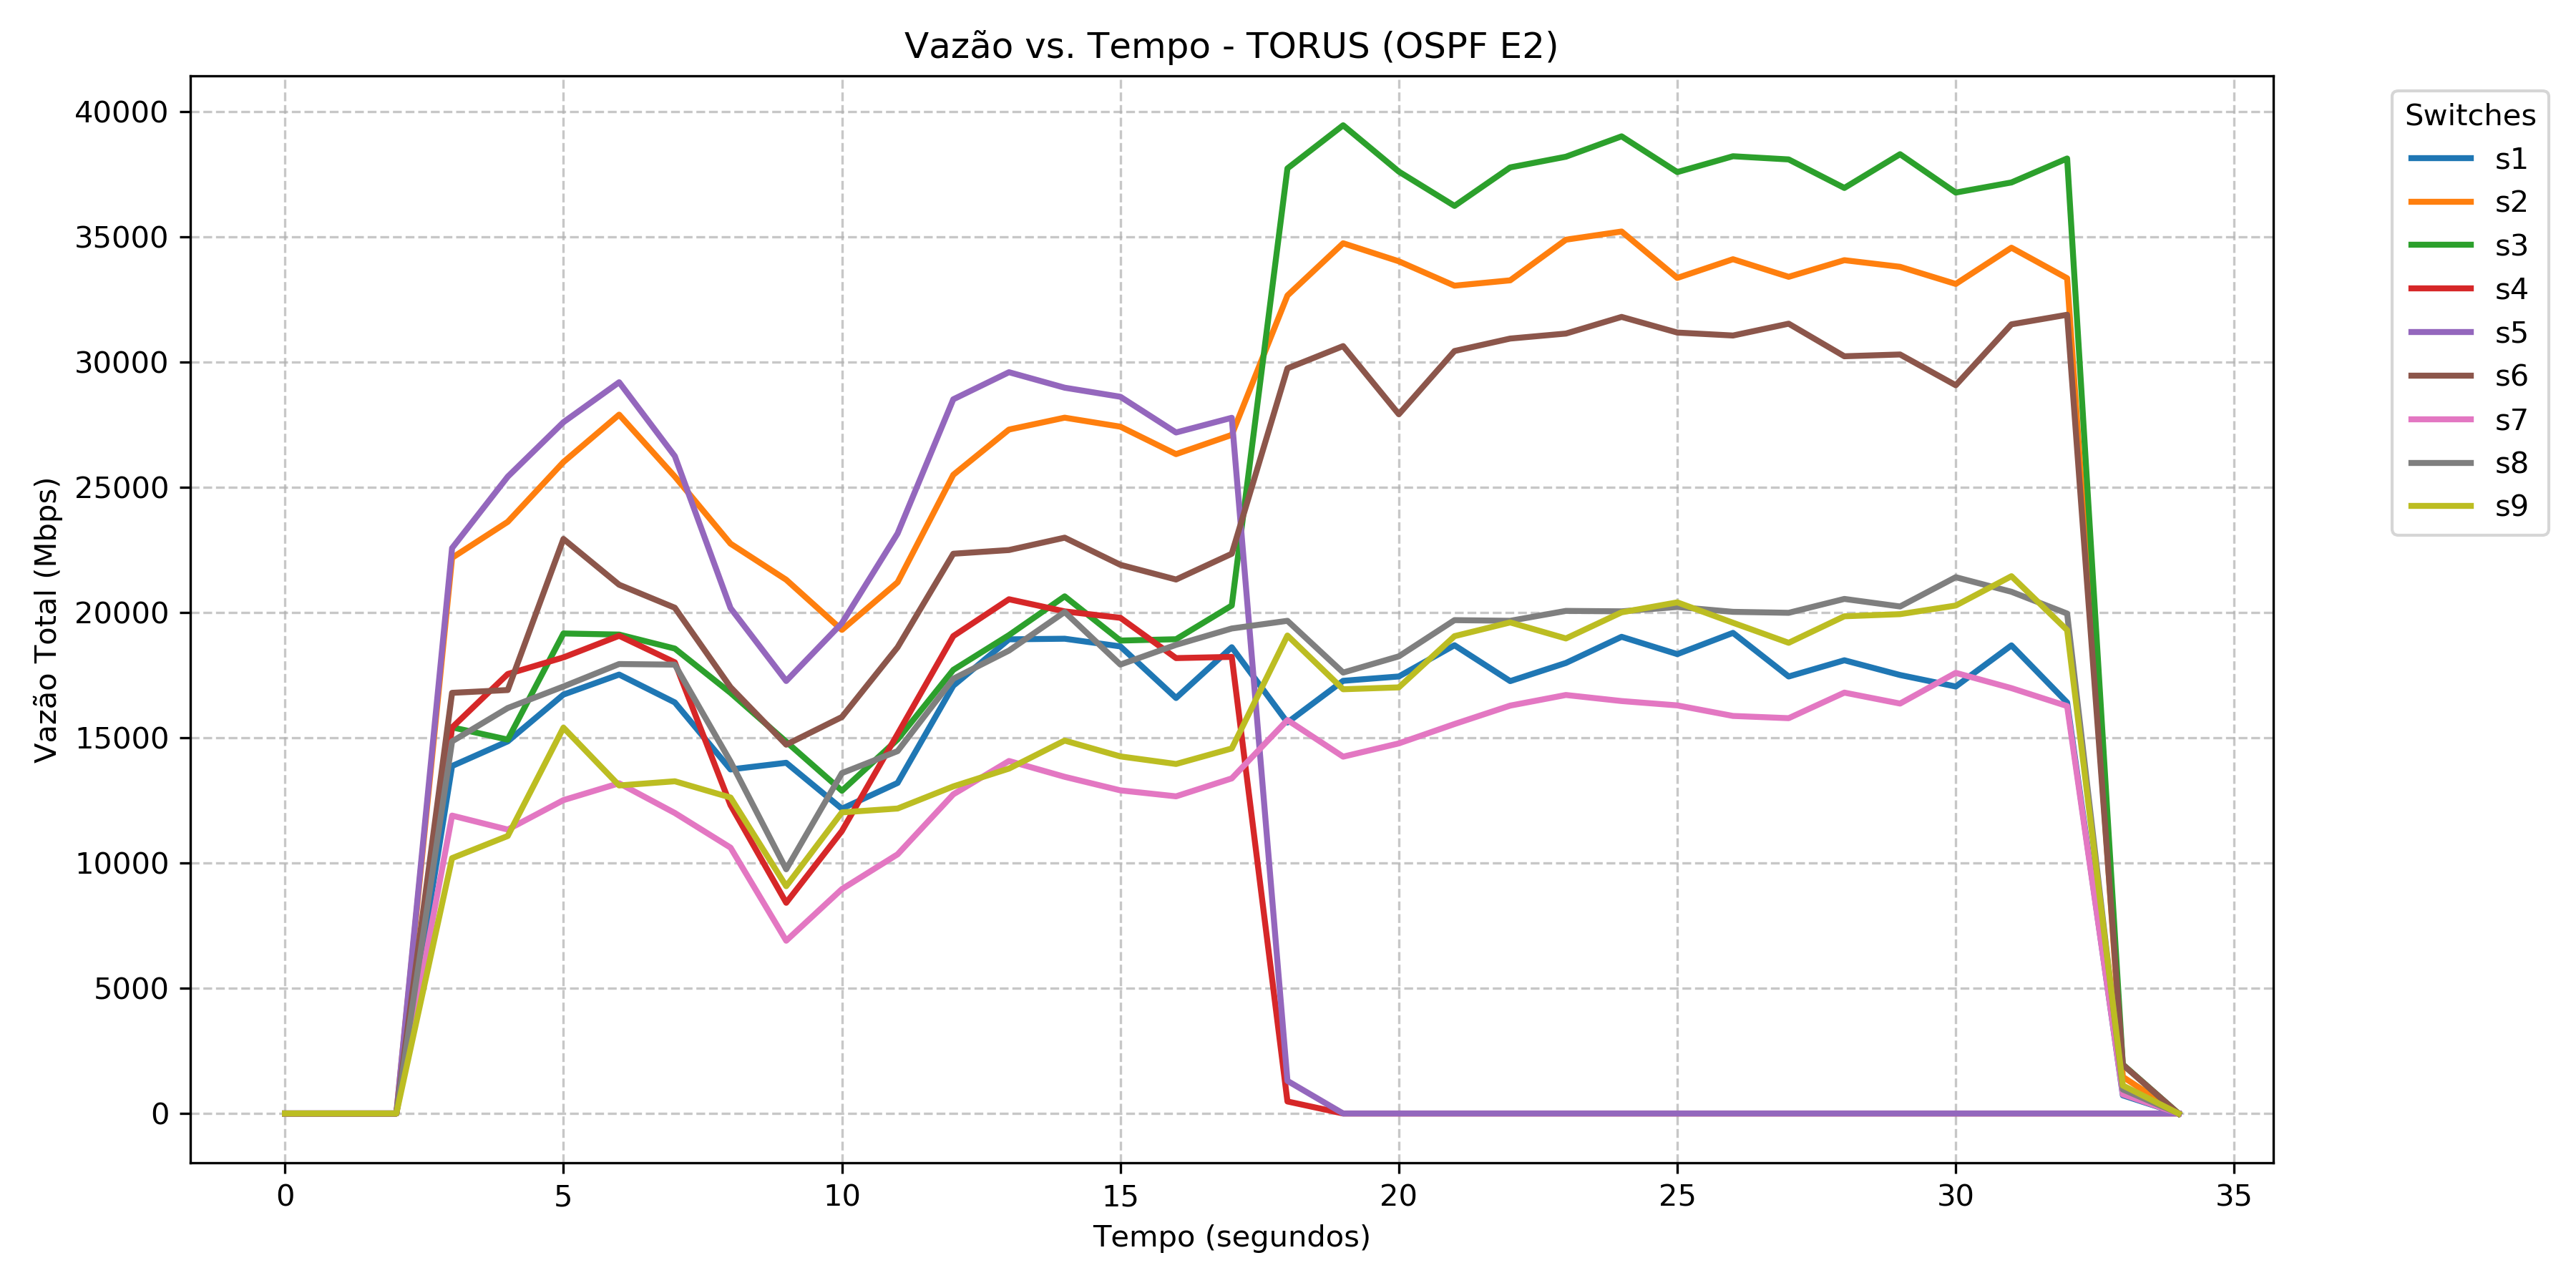 Vazão vs. Tempo - TORUS (OSPF E2)
Switches
s1
s2
s3
s4
s5
s6
s7
s8
s9
Vazão Total (Mbps)
40000
35000
30000
25000
20000
15000
10000
5000
0
0 5 10 15 20 25 30 35
Tempo (segundos)